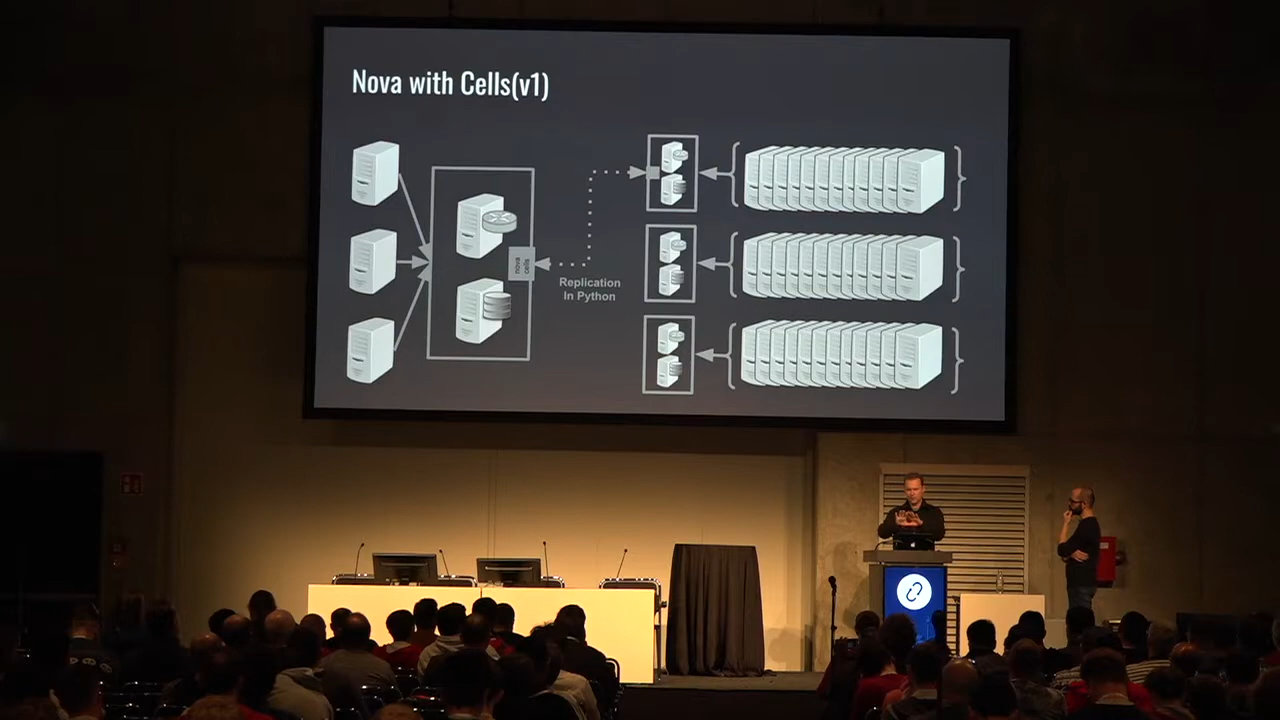 Nova with Cells(v1)
nova
cells
Replication
In Python